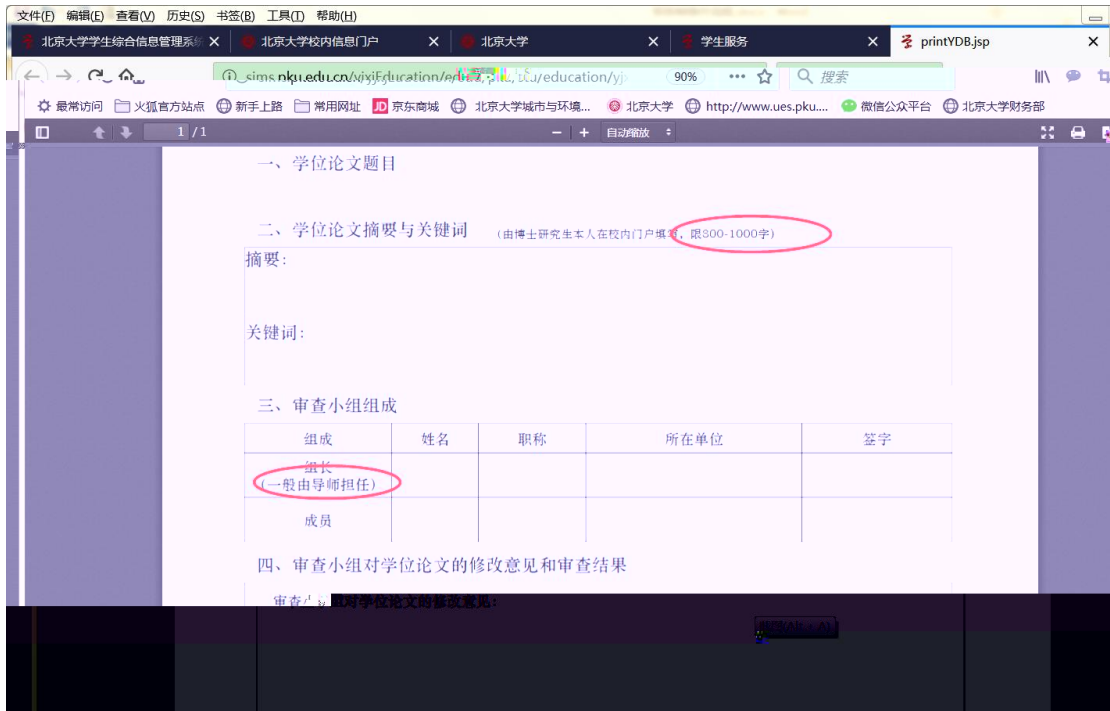 文件(F) 编辑(E) 查看(V) 历史(S) 书签(B) 工具(T) 帮助(H)
北京大学学生综合信息管理系统 北京大学校内信息门户 北京大学 学生服务 printYDB.jsp
90% 搜索
最常访问 火狐官方站点 新手上路 常用网址 JD 京东商城 北京大学城市与环境... 北京大学 http://www.ues.pku.... 微信公众平台 北京大学财务部
1 / 1 自动缩放
一、学位论文题目
二、学位论文摘要与关键词 (由博士研究生本人在校内门户填写，限800-1000字)
摘要:
关键词:
三、审查小组组成
组成 姓名 职称 所在单位 签字
组长
(一般由导师担任)
成员
四、审查小组对学位论文的修改意见和审查结果
审查小组对学位论文的修改意见: